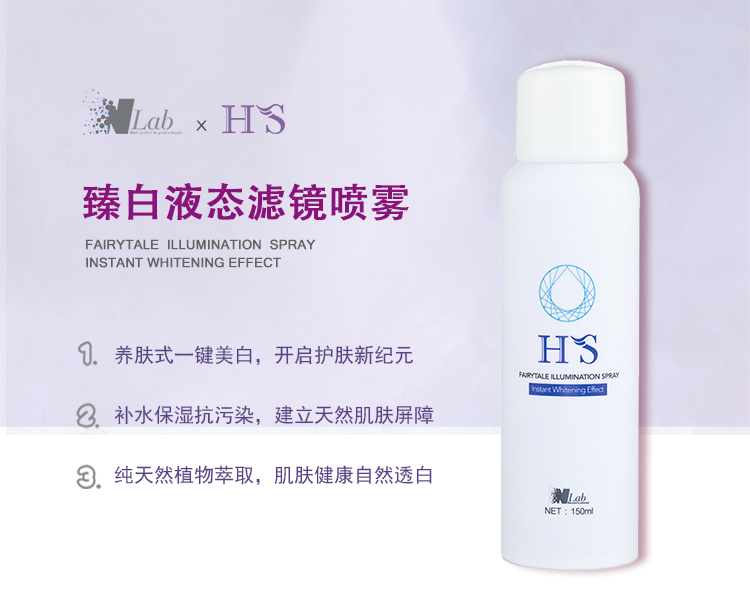 N Lab x H'S
臻白液态滤镜喷雾
FAIRYTALE ILLUMINATION SPRAY
INSTANT WHITENING EFFECT
1. 养肤式一键美白，开启护肤新纪元
2. 补水保湿抗污染，建立天然肌肤屏障
3. 纯天然植物萃取，肌肤健康自然透白
H'S
FAIRYTALE ILLUMINATION SPRAY
Instant Whitening Effect
N Lab
NET : 150ml